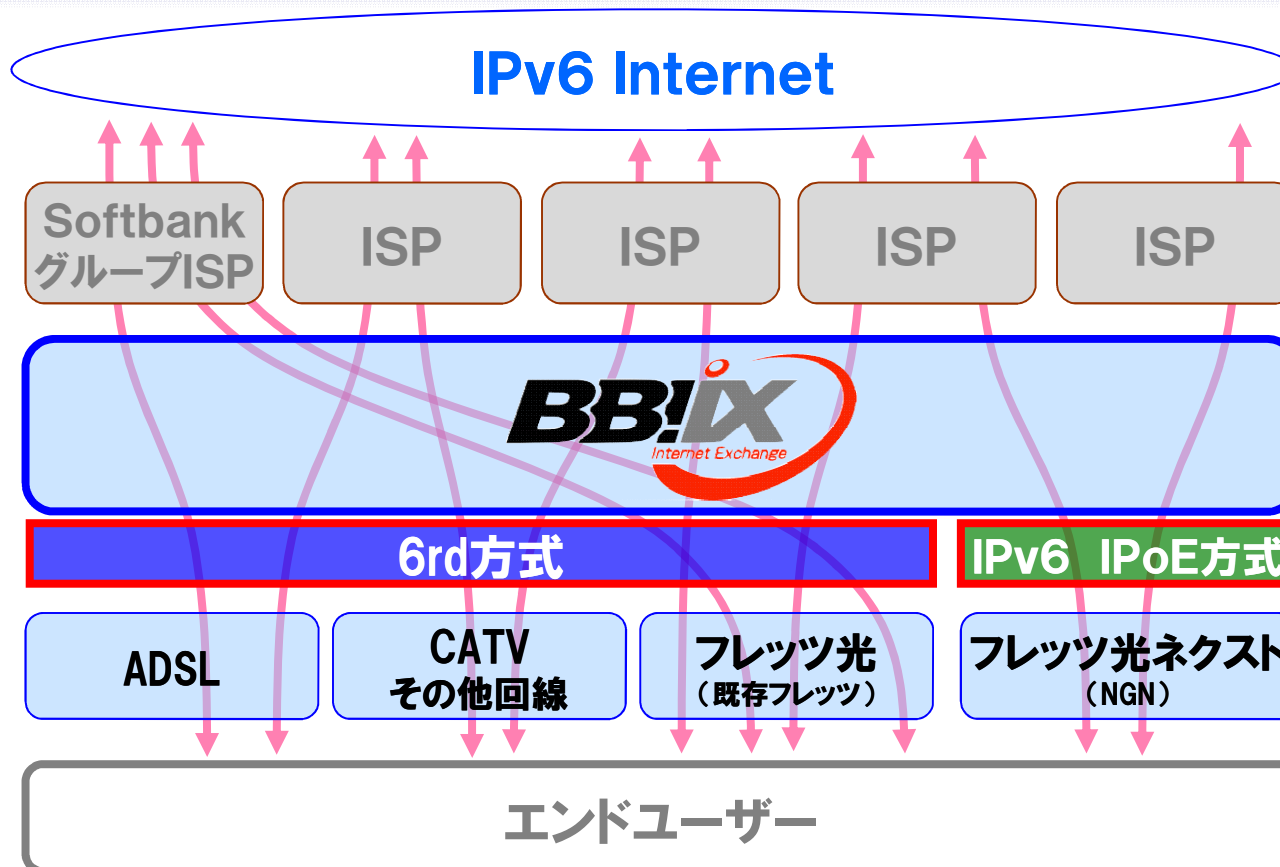 IPv6 Internet
Softbank
グループISP
ISP
ISP
ISP
ISP
BB!iX
Internet Exchange
6rd方式
IPv6 IPoE方式
ADSL
CATV
その他回線
フレッツ光
（既存フレッツ）
フレッツ光ネクスト
（NGN）
エンドユーザー